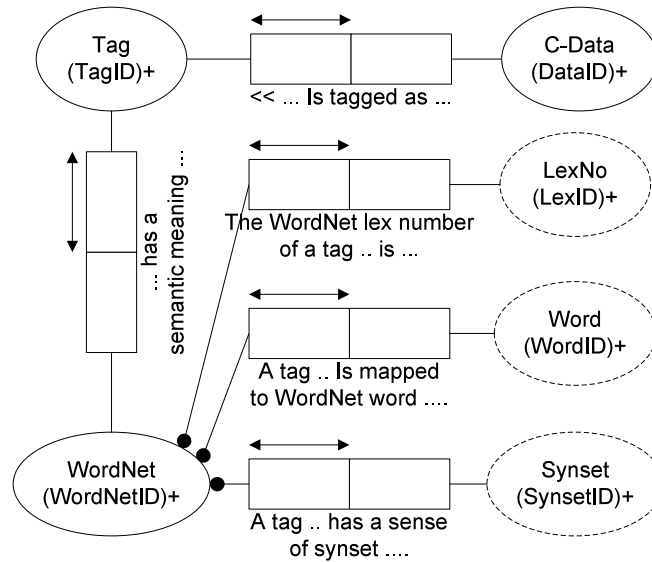 Tag
(TagID)+
C-Data
(DataID)+
<< ... Is tagged as ...
... has a
semantic meaning ...
LexNo
(LexID)+
The WordNet lex number
of a tag .. is ...
Word
(WordID)+
A tag .. Is mapped
to WordNet word ....
WordNet
(WordNetID)+
Synset
(SynsetID)+
A tag .. has a sense
of synset ....